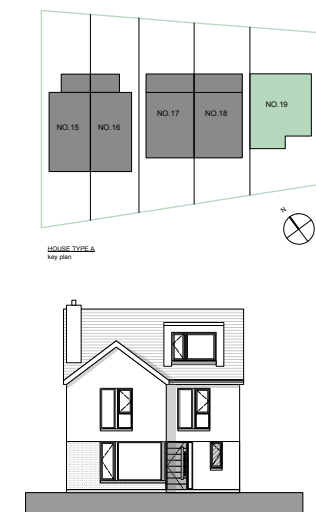 NO.15
NO.16
NO.17
NO.18
NO.19
N
HOUSE TYPE A
key plan